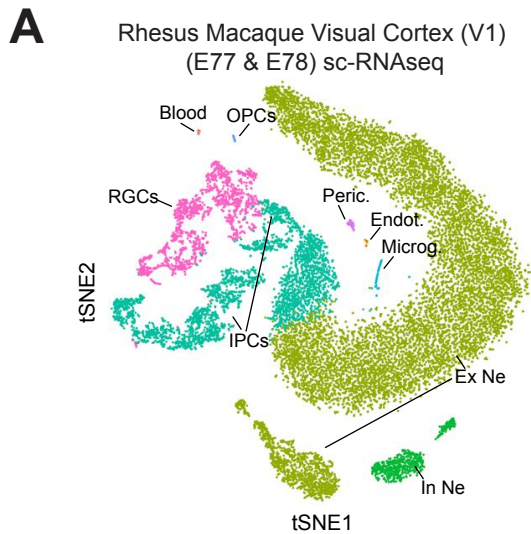 A
Rhesus Macaque Visual Cortex (V1)
(E77 & E78) sc-RNAseq
Blood
OPCs
RGCs
Peric.
Endot.
Microg.
tSNE2
IPCs
Ex Ne
In Ne
tSNE1